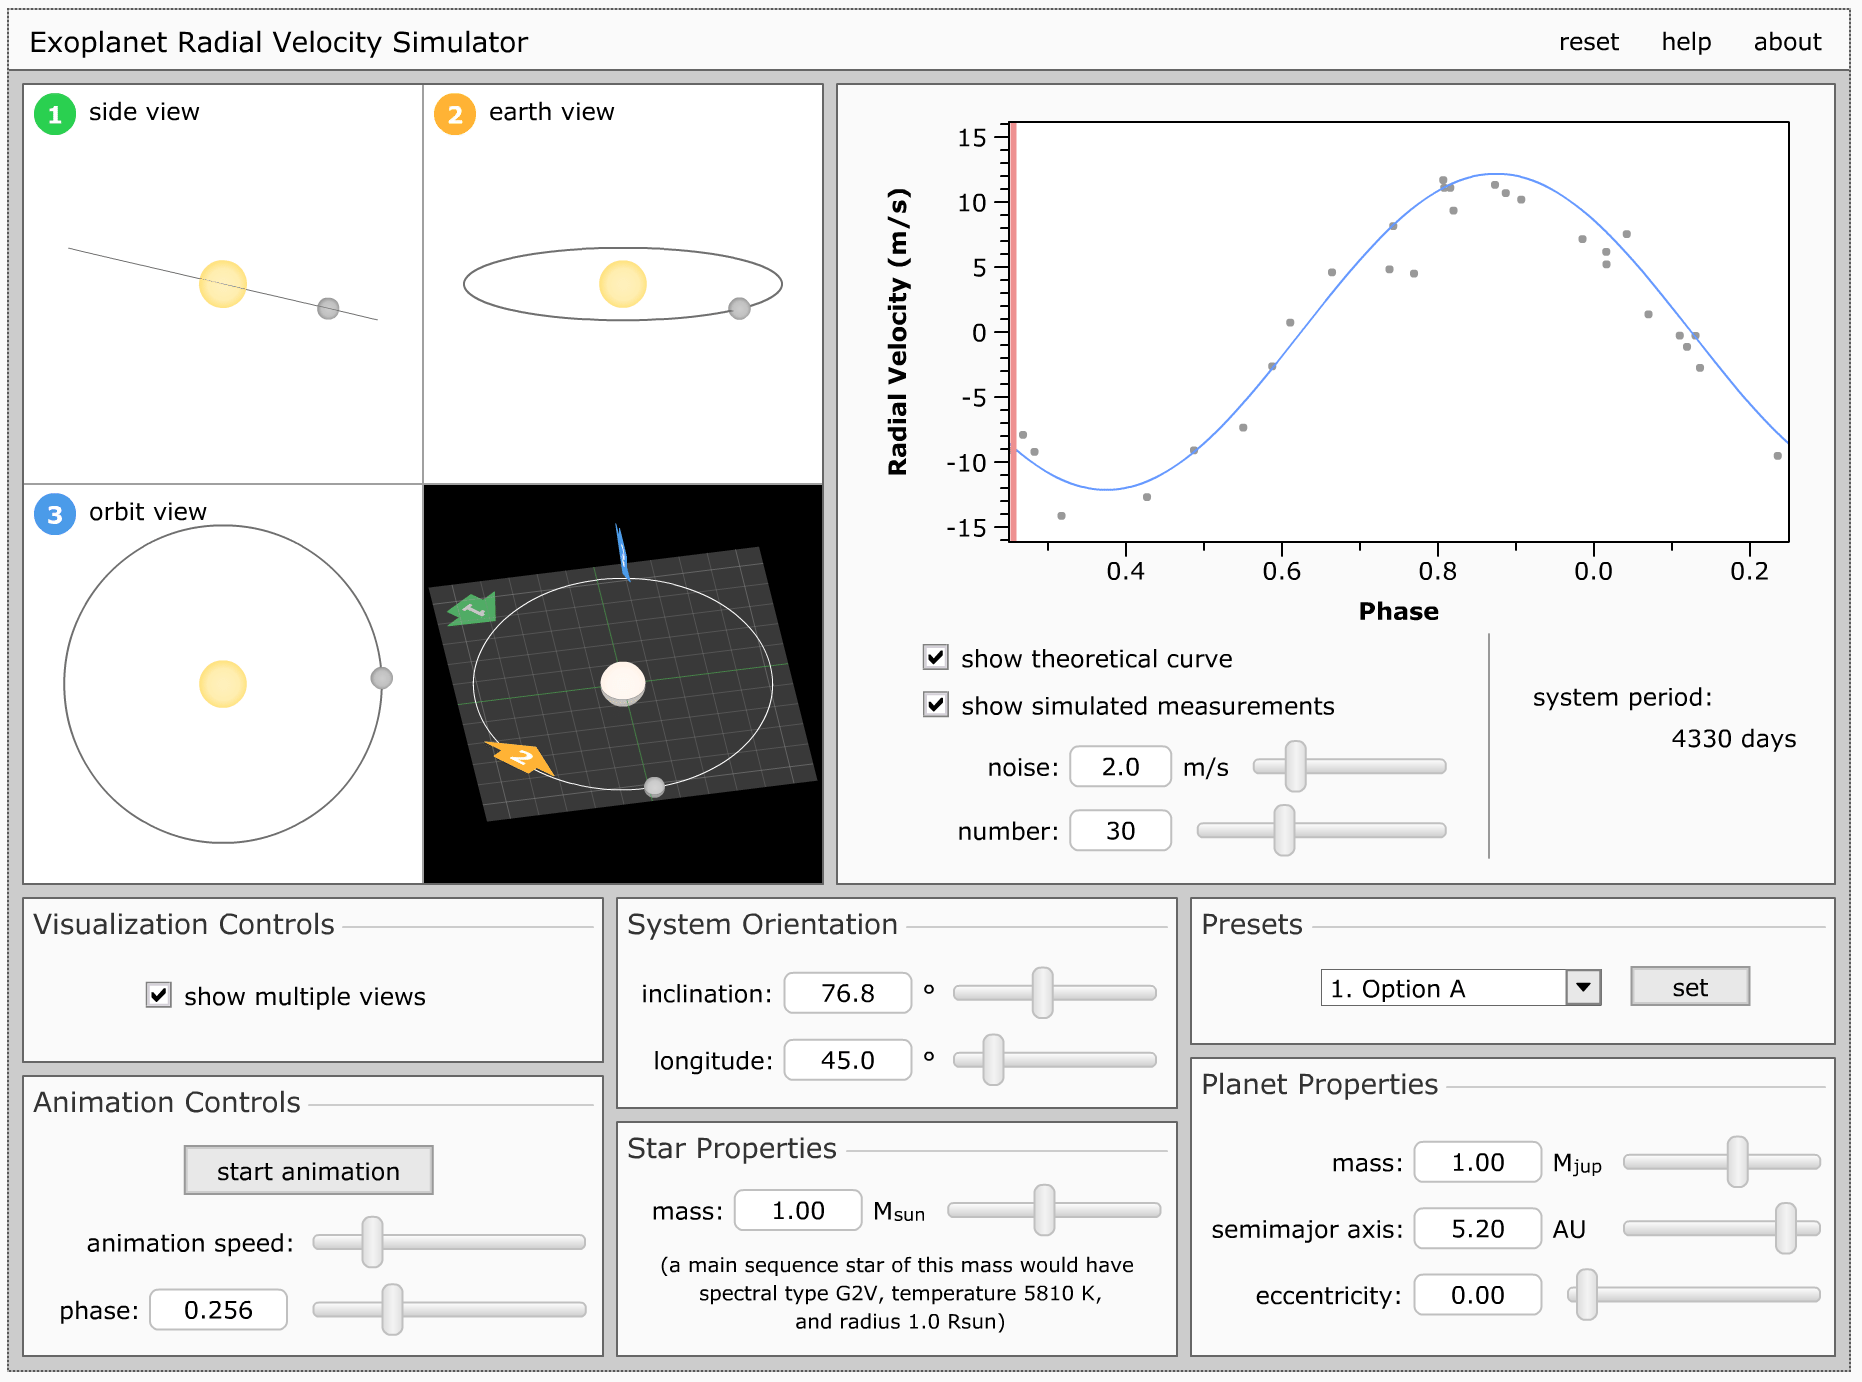 Exoplanet Radial Velocity Simulator
reset help about
1 side view
2 earth view
3 orbit view
1
2
Radial Velocity (m/s)
15
10
5
0
-5
-10
-15
0.4 0.6 0.8 0.0 0.2
Phase
show theoretical curve
show simulated measurements
noise: 2.0 m/s
number: 30
system period:
4330 days
Visualization Controls
show multiple views
Animation Controls
start animation
animation speed:
phase: 0.256
System Orientation
inclination: 76.8 °
longitude: 45.0 °
Star Properties
mass: 1.00 Msun
(a main sequence star of this mass would have
spectral type G2V, temperature 5810 K,
and radius 1.0 Rsun)
Presets
1. Option A set
Planet Properties
mass: 1.00 Mjup
semimajor axis: 5.20 AU
eccentricity: 0.00